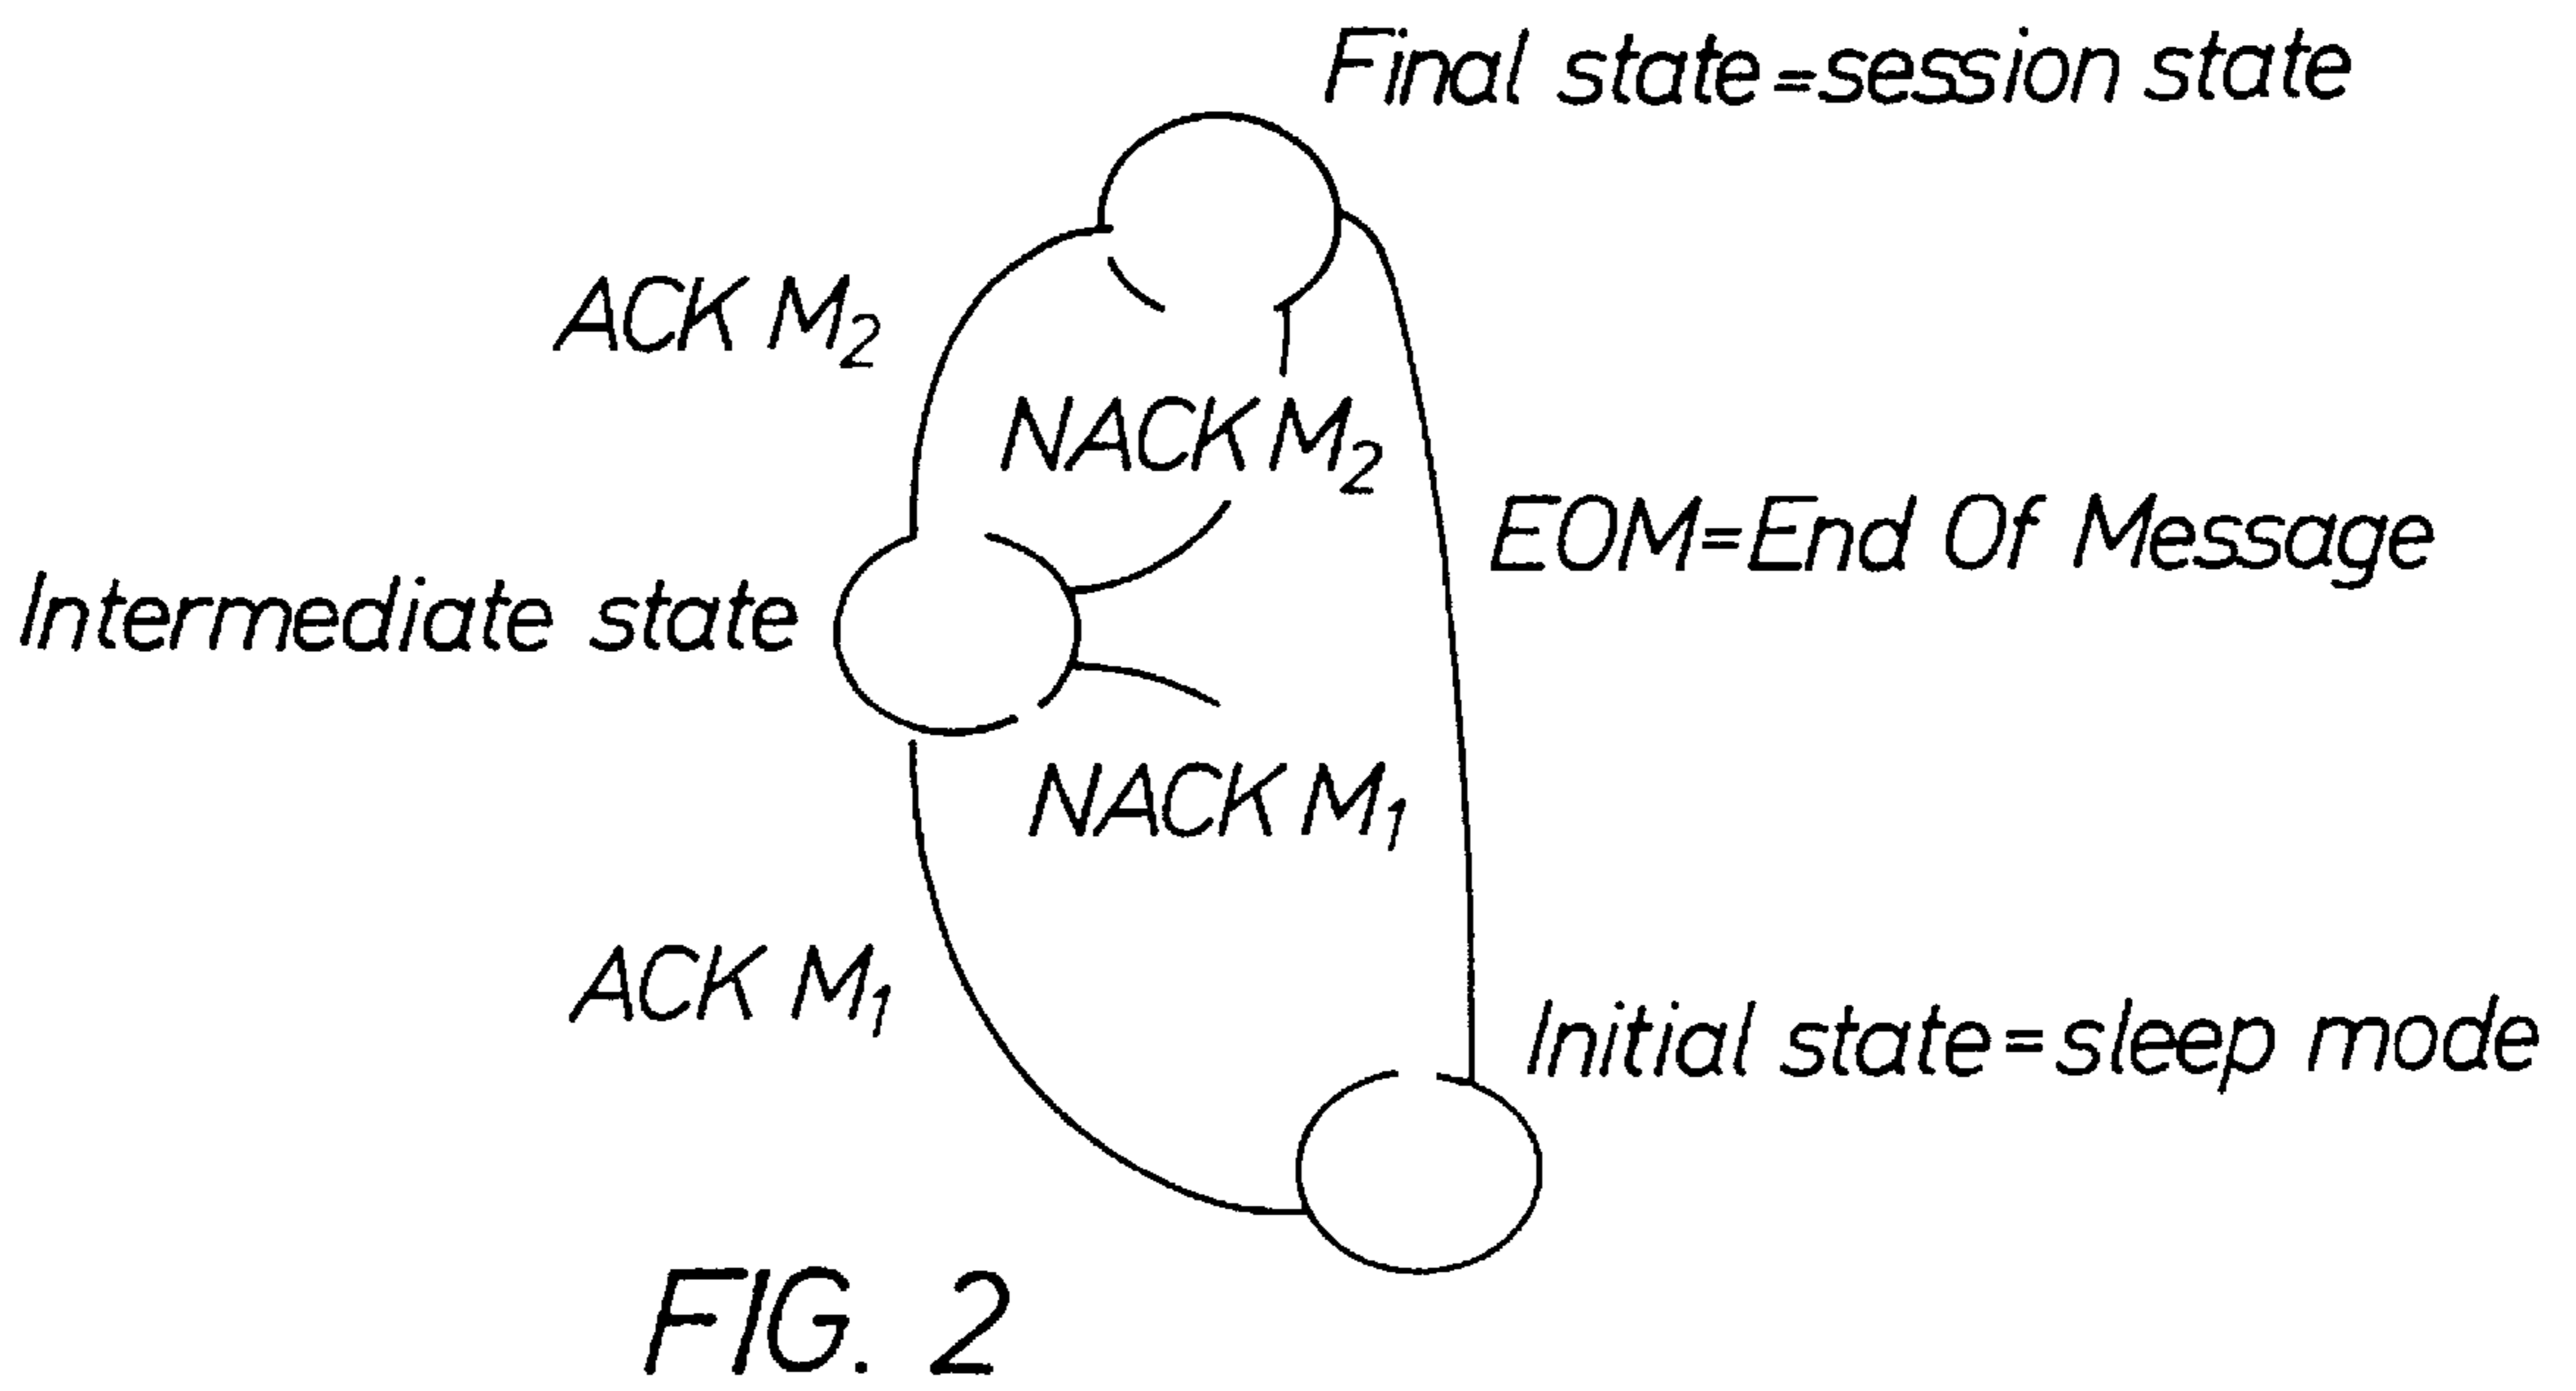 Final state=session state
ACK M₂
NACK M₂
EOM=End Of Message
Intermediate state
NACK M₁
ACK M₁
Initial state=sleep mode
FIG. 2